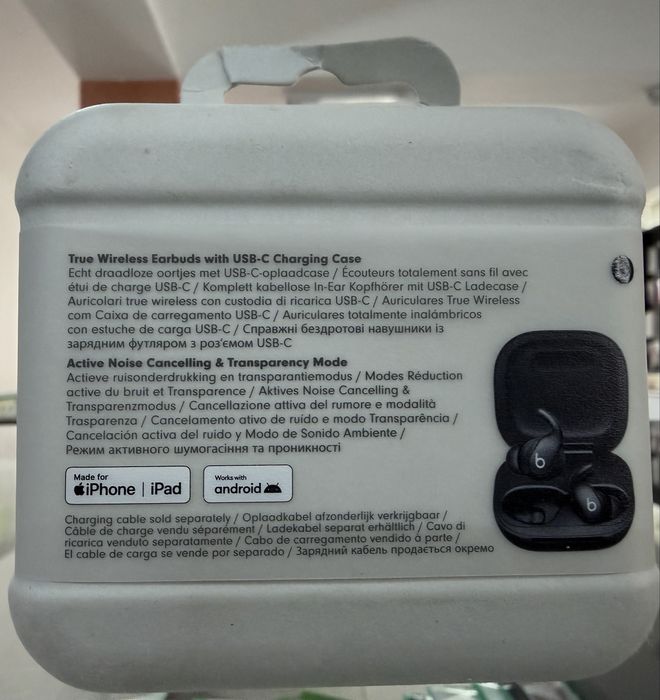 True Wireless Earbuds with USB-C Charging Case
Echt draadloze oortjes met USB-C-oplaadcase / Écouteurs totalement sans fil avec
étui de charge USB-C / Komplett kabellose In-Ear Kopfhörer mit USB-C Ladecase /
Auricolari true wireless con custodia di ricarica USB-C / Auriculares True Wireless
com Caixa de carregamento USB-C / Auriculares totalmente inalámbricos
con estuche de carga USB-C / Справжні бездротові навушники із
зарядним футляром з роз'ємом USB-C
Active Noise Cancelling & Transparency Mode
Actieve ruisonderdrukking en transparantiemodus / Modes Réduction
active du bruit et Transparence / Aktives Noise Cancelling &
Transparenzmodus / Cancellazione attiva del rumore e modalità
Trasparenza / Cancelamento ativo de ruído e modo Transparência /
Cancelación activa del ruido y Modo de Sonido Ambiente /
Режим активного шумогасіння та проникності
Made for
iPhone | iPad
Works with
android
Charging cable sold separately / Oplaadkabel afzonderlijk verkrijgbaar /
Câble de charge vendu séparément / Ladekabel separat erhältlich / Cavo di
ricarica venduto separatamente / Cabo de carregamento vendido à parte /
El cable de carga se vende por separado / Зарядний кабель продається окремо
b
b